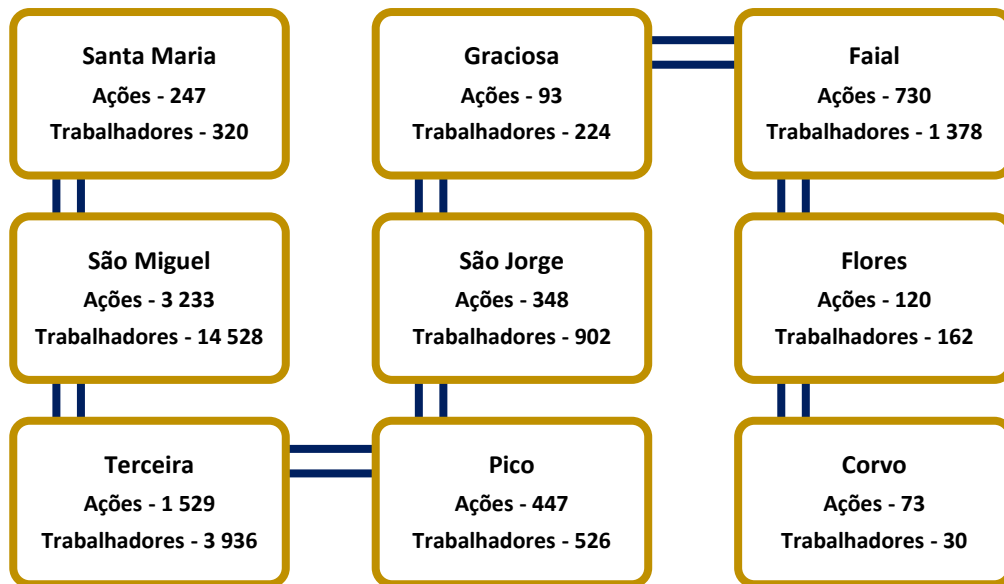 Santa Maria
Ações - 247
Trabalhadores - 320
São Miguel
Ações - 3 233
Trabalhadores - 14 528
Terceira
Ações - 1 529
Trabalhadores - 3 936
Pico
Ações - 447
Trabalhadores - 526
São Jorge
Ações - 348
Trabalhadores - 902
Graciosa
Ações - 93
Trabalhadores - 224
Faial
Ações - 730
Trabalhadores - 1 378
Flores
Ações - 120
Trabalhadores - 162
Corvo
Ações - 73
Trabalhadores - 30